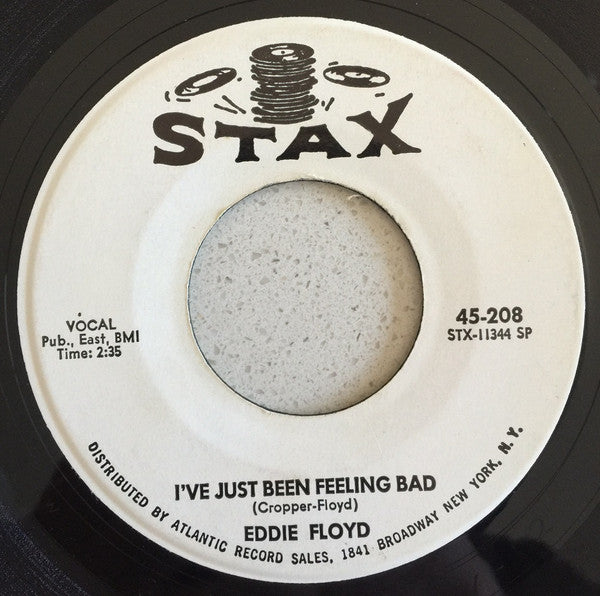 STAX
VOCAL
Pub., East, BMI
Time: 2:35
45-208
STX-11344 SP
I'VE JUST BEEN FEELING BAD
(Cropper-Floyd)
EDDIE FLOYD
DISTRIBUTED BY ATLANTIC RECORD SALES, 1841 BROADWAY NEW YORK, N. Y.